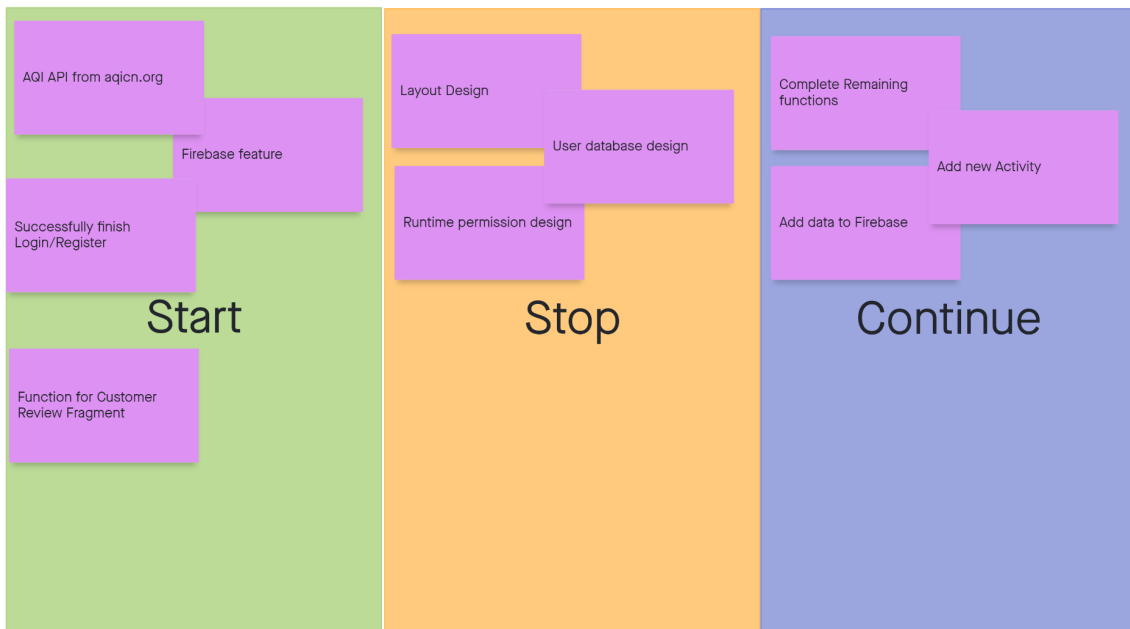 AQI API from aqicn.org
Firebase feature
Successfully finish
Login/Register
Start
Function for Customer
Review Fragment
Layout Design
User database design
Runtime permission design
Stop
Complete Remaining
functions
Add new Activity
Add data to Firebase
Continue